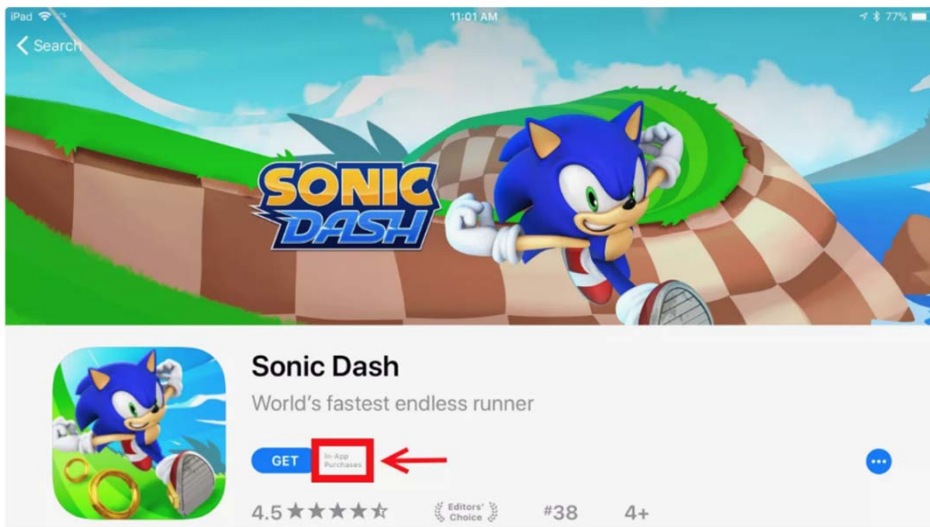 iPad 11:01 AM 77%
Search
SONIC
DASH
Sonic Dash
World's fastest endless runner
GET In-App
Purchases
4.5 Editors' #38 4+
Choice